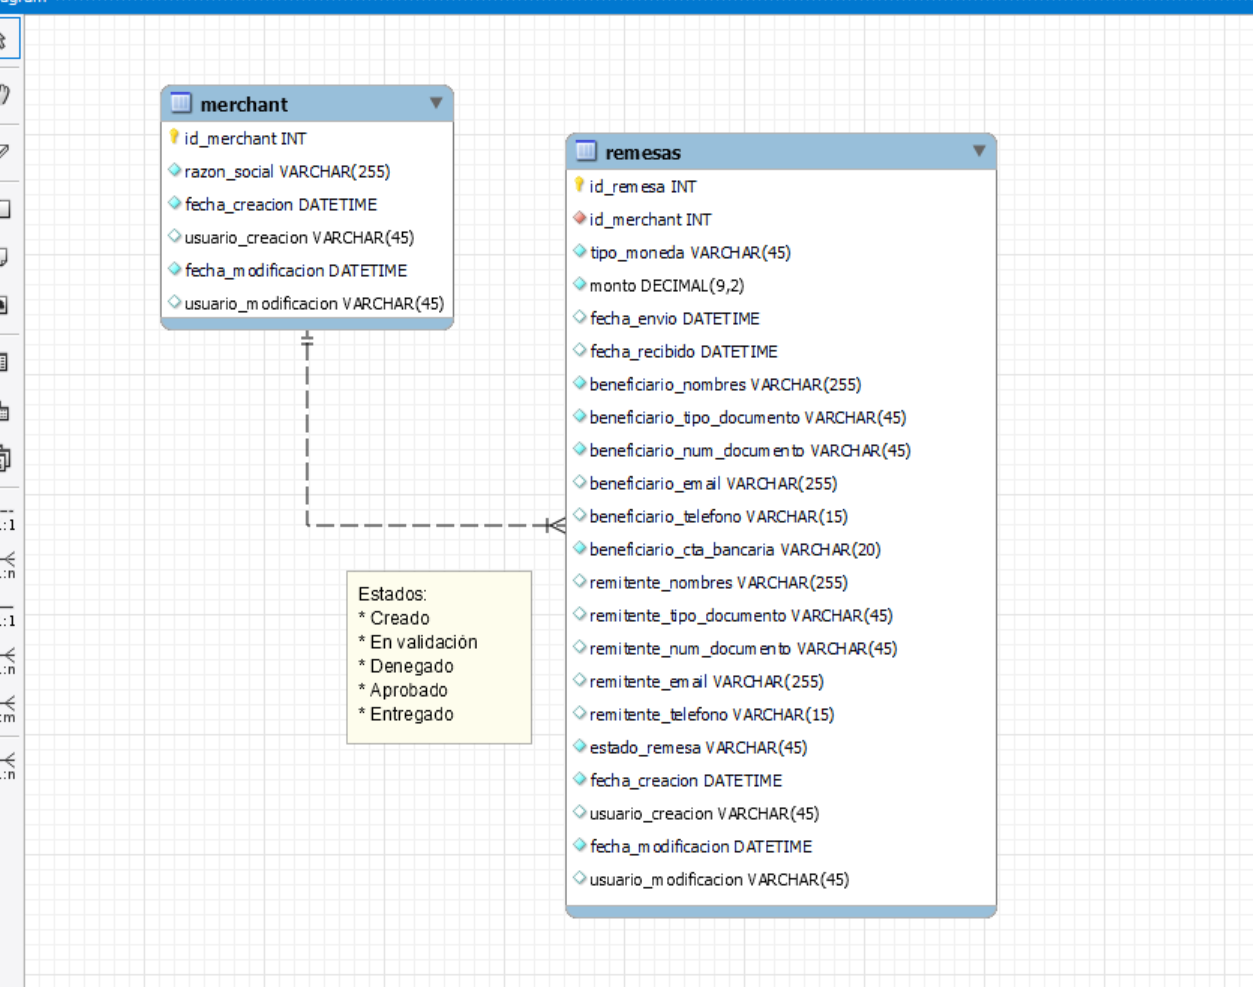 merchant
id_merchant INT
razon_social VARCHAR(255)
fecha_creacion DATETIME
usuario_creacion VARCHAR(45)
fecha_modificacion DATETIME
usuario_modificacion VARCHAR(45)
remesas
id_remesa INT
id_merchant INT
tipo_moneda VARCHAR(45)
monto DECIMAL(9,2)
fecha_envio DATETIME
fecha_recibido DATETIME
beneficiario_nombres VARCHAR(255)
beneficiario_tipo_documento VARCHAR(45)
beneficiario_num_documento VARCHAR(45)
beneficiario_email VARCHAR(255)
beneficiario_telefono VARCHAR(15)
beneficiario_cta_bancaria VARCHAR(20)
remitente_nombres VARCHAR(255)
remitente_tipo_documento VARCHAR(45)
remitente_num_documento VARCHAR(45)
remitente_email VARCHAR(255)
remitente_telefono VARCHAR(15)
estado_remesa VARCHAR(45)
fecha_creacion DATETIME
usuario_creacion VARCHAR(45)
fecha_modificacion DATETIME
usuario_modificacion VARCHAR(45)
Estados:
* Creado
* En validación
* Denegado
* Aprobado
* Entregado
:1
:n
:1
:n
:m
:n